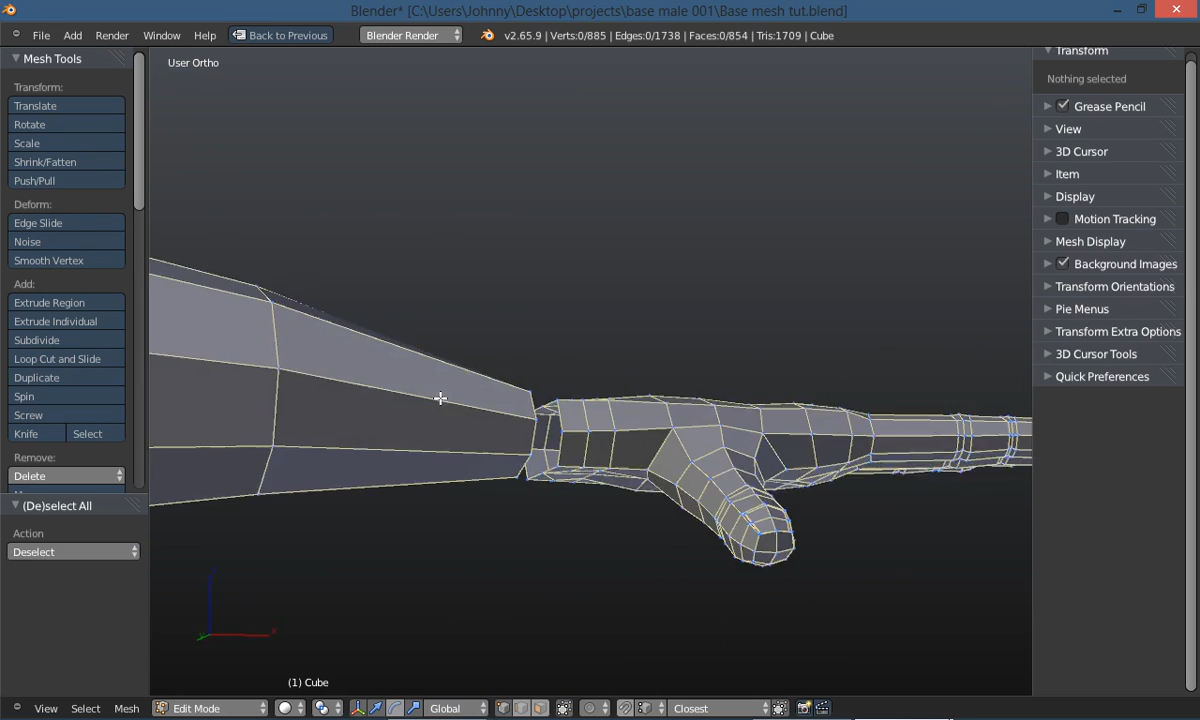 Blender* [C:\Users\Johnny\Desktop\projects\base male 001\Base mesh tut.blend]
File Add Render Window Help Back to Previous Blender Render v2.65.9 | Verts:0/885 | Edges:0/1738 | Faces:0/854 | Tris:1709 | Cube
Mesh Tools
Transform:
Translate
Rotate
Scale
Shrink/Fatten
Push/Pull
Deform:
Edge Slide
Noise
Smooth Vertex
Add:
Extrude Region
Extrude Individual
Subdivide
Loop Cut and Slide
Duplicate
Spin
Screw
Knife Select
Remove:
Delete
(De)select All
Action
Deselect
User Ortho
(1) Cube
Transform
Nothing selected
Grease Pencil
View
3D Cursor
Item
Display
Motion Tracking
Mesh Display
Background Images
Transform Orientations
Pie Menus
Transform Extra Options
3D Cursor Tools
Quick Preferences
View Select Mesh Edit Mode Global Closest